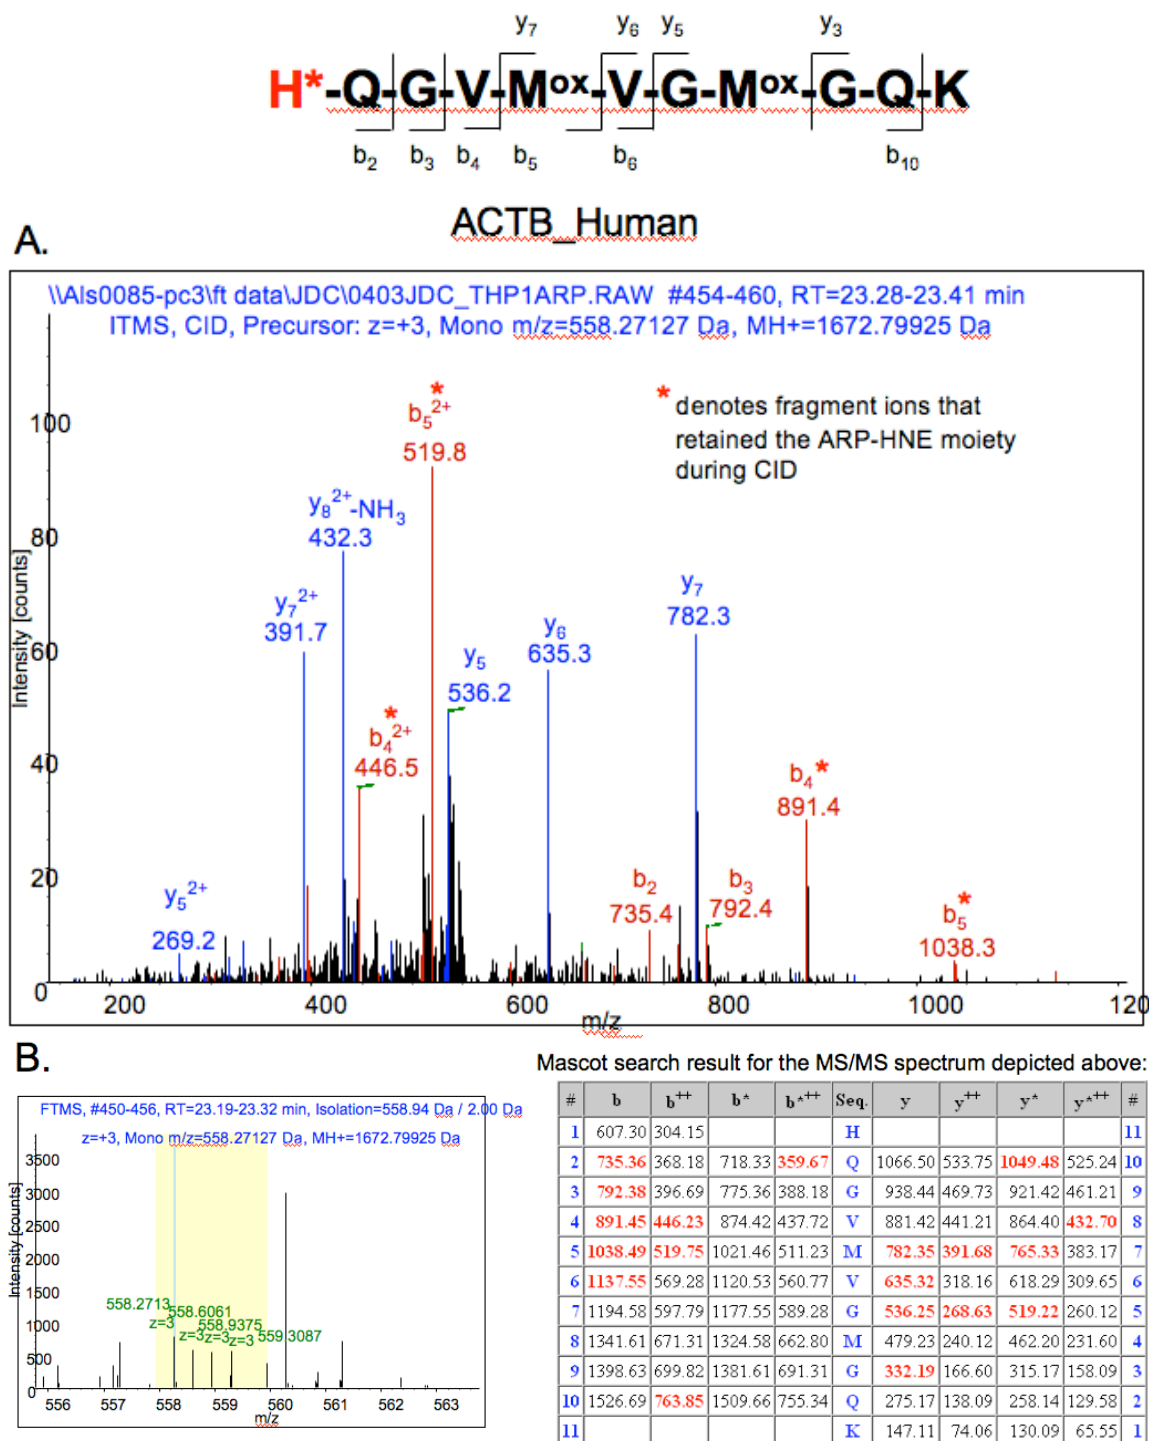 y7 y6 y5 y3
H*-Q-G-V-Mox-V-G-Mox-G-Q-K
b2 b3 b4 b5 b6 b10
ACTB_Human
A.
\\Als0085-pc3\ft data\JDC\0403JDC_THP1ARP.RAW #454-460, RT=23.28-23.41 min
ITMS, CID, Precursor: z=+3, Mono m/z=558.27127 Da, MH+=1672.79925 Da
* denotes fragment ions that
retained the ARP-HNE moiety
during CID
*
b5 2+
519.8
y8 2+-NH3
432.3
y7 2+
391.7
y7
782.3
y6
635.3
y5
536.2
*
b4 2+
446.5
b4 *
891.4
y5 2+
269.2
b2
735.4
b3
792.4
b5 *
1038.3
Intensity [counts]
100
80
60
40
20
0
200 400 600 800 1000 120
m/z
B.
FTMS, #450-456, RT=23.19-23.32 min, Isolation=558.94 Da / 2.00 Da
z=+3, Mono m/z=558.27127 Da, MH+=1672.79925 Da
Intensity [counts]
3500
3000
2500
2000
1500
1000
500
0
558.2713
z=3
558.6061
z=3
558.9375
z=3
559.3087
z=3
556 557 558 559 560 561 562 563
m/z
Mascot search result for the MS/MS spectrum depicted above:
# b b++ b* b*++ Seq. y y++ y* y*++ #
1 607.30 304.15 H 11
2 735.36 368.18 718.33 359.67 Q 1066.50 533.75 1049.48 525.24 10
3 792.38 396.69 775.36 388.18 G 938.44 469.73 921.42 461.21 9
4 891.45 446.23 874.42 437.72 V 881.42 441.21 864.40 432.70 8
5 1038.49 519.75 1021.46 511.23 M 782.35 391.68 765.33 383.17 7
6 1137.55 569.28 1120.53 560.77 V 635.32 318.16 618.29 309.65 6
7 1194.58 597.79 1177.55 589.28 G 536.25 268.63 519.22 260.12 5
8 1341.61 671.31 1324.58 662.80 M 479.23 240.12 462.20 231.60 4
9 1398.63 699.82 1381.61 691.31 G 332.19 166.60 315.17 158.09 3
10 1526.69 763.85 1509.66 755.34 Q 275.17 138.09 258.14 129.58 2
11 K 147.11 74.06 130.09 65.55 1